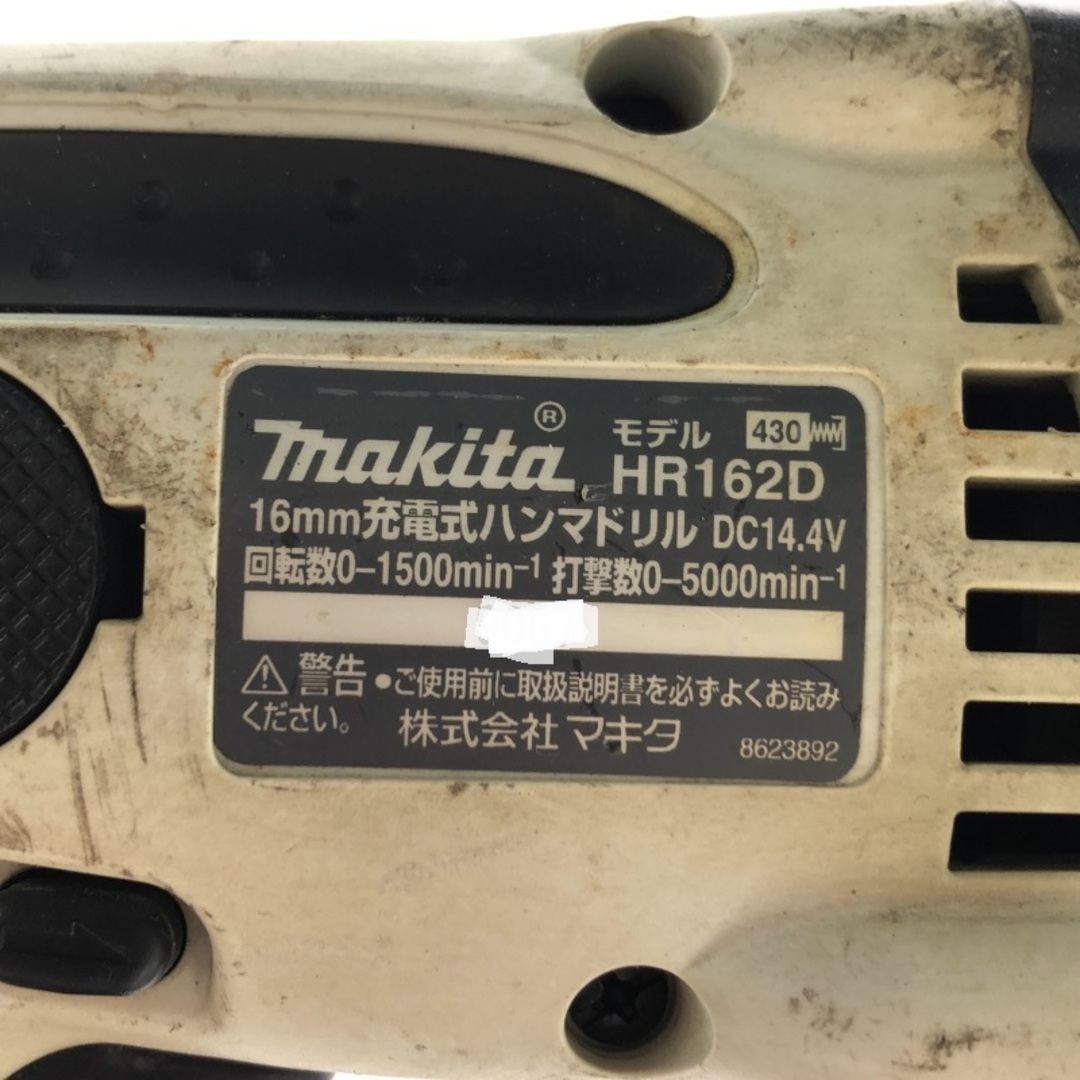 makita®
モデル 430
HR162D
16mm充電式ハンマドリル DC14.4V
回転数0–1500min⁻¹ 打撃数0–5000min⁻¹
⚠警告 ●ご使用前に取扱説明書を必ずよくお読み
ください。
株式会社 マキタ 8623892